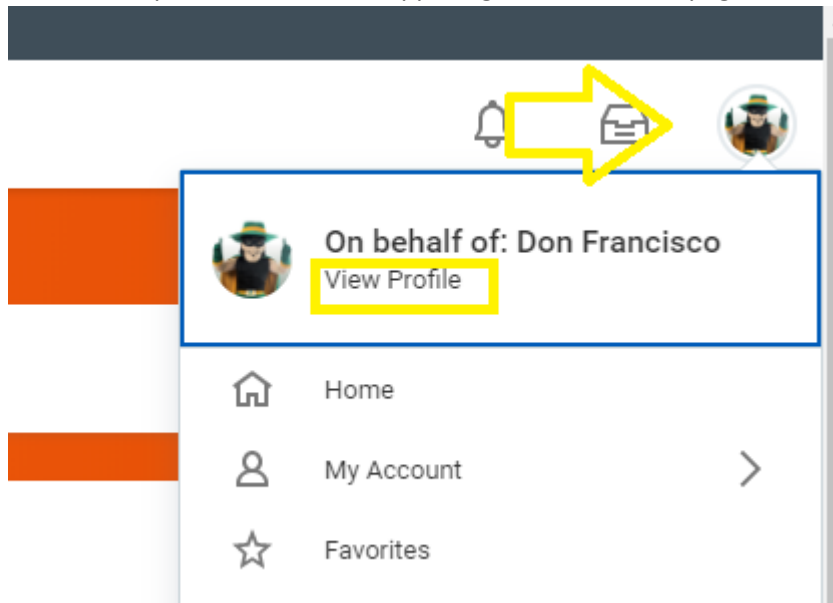 On behalf of: Don Francisco
View Profile
Home
My Account
Favorites